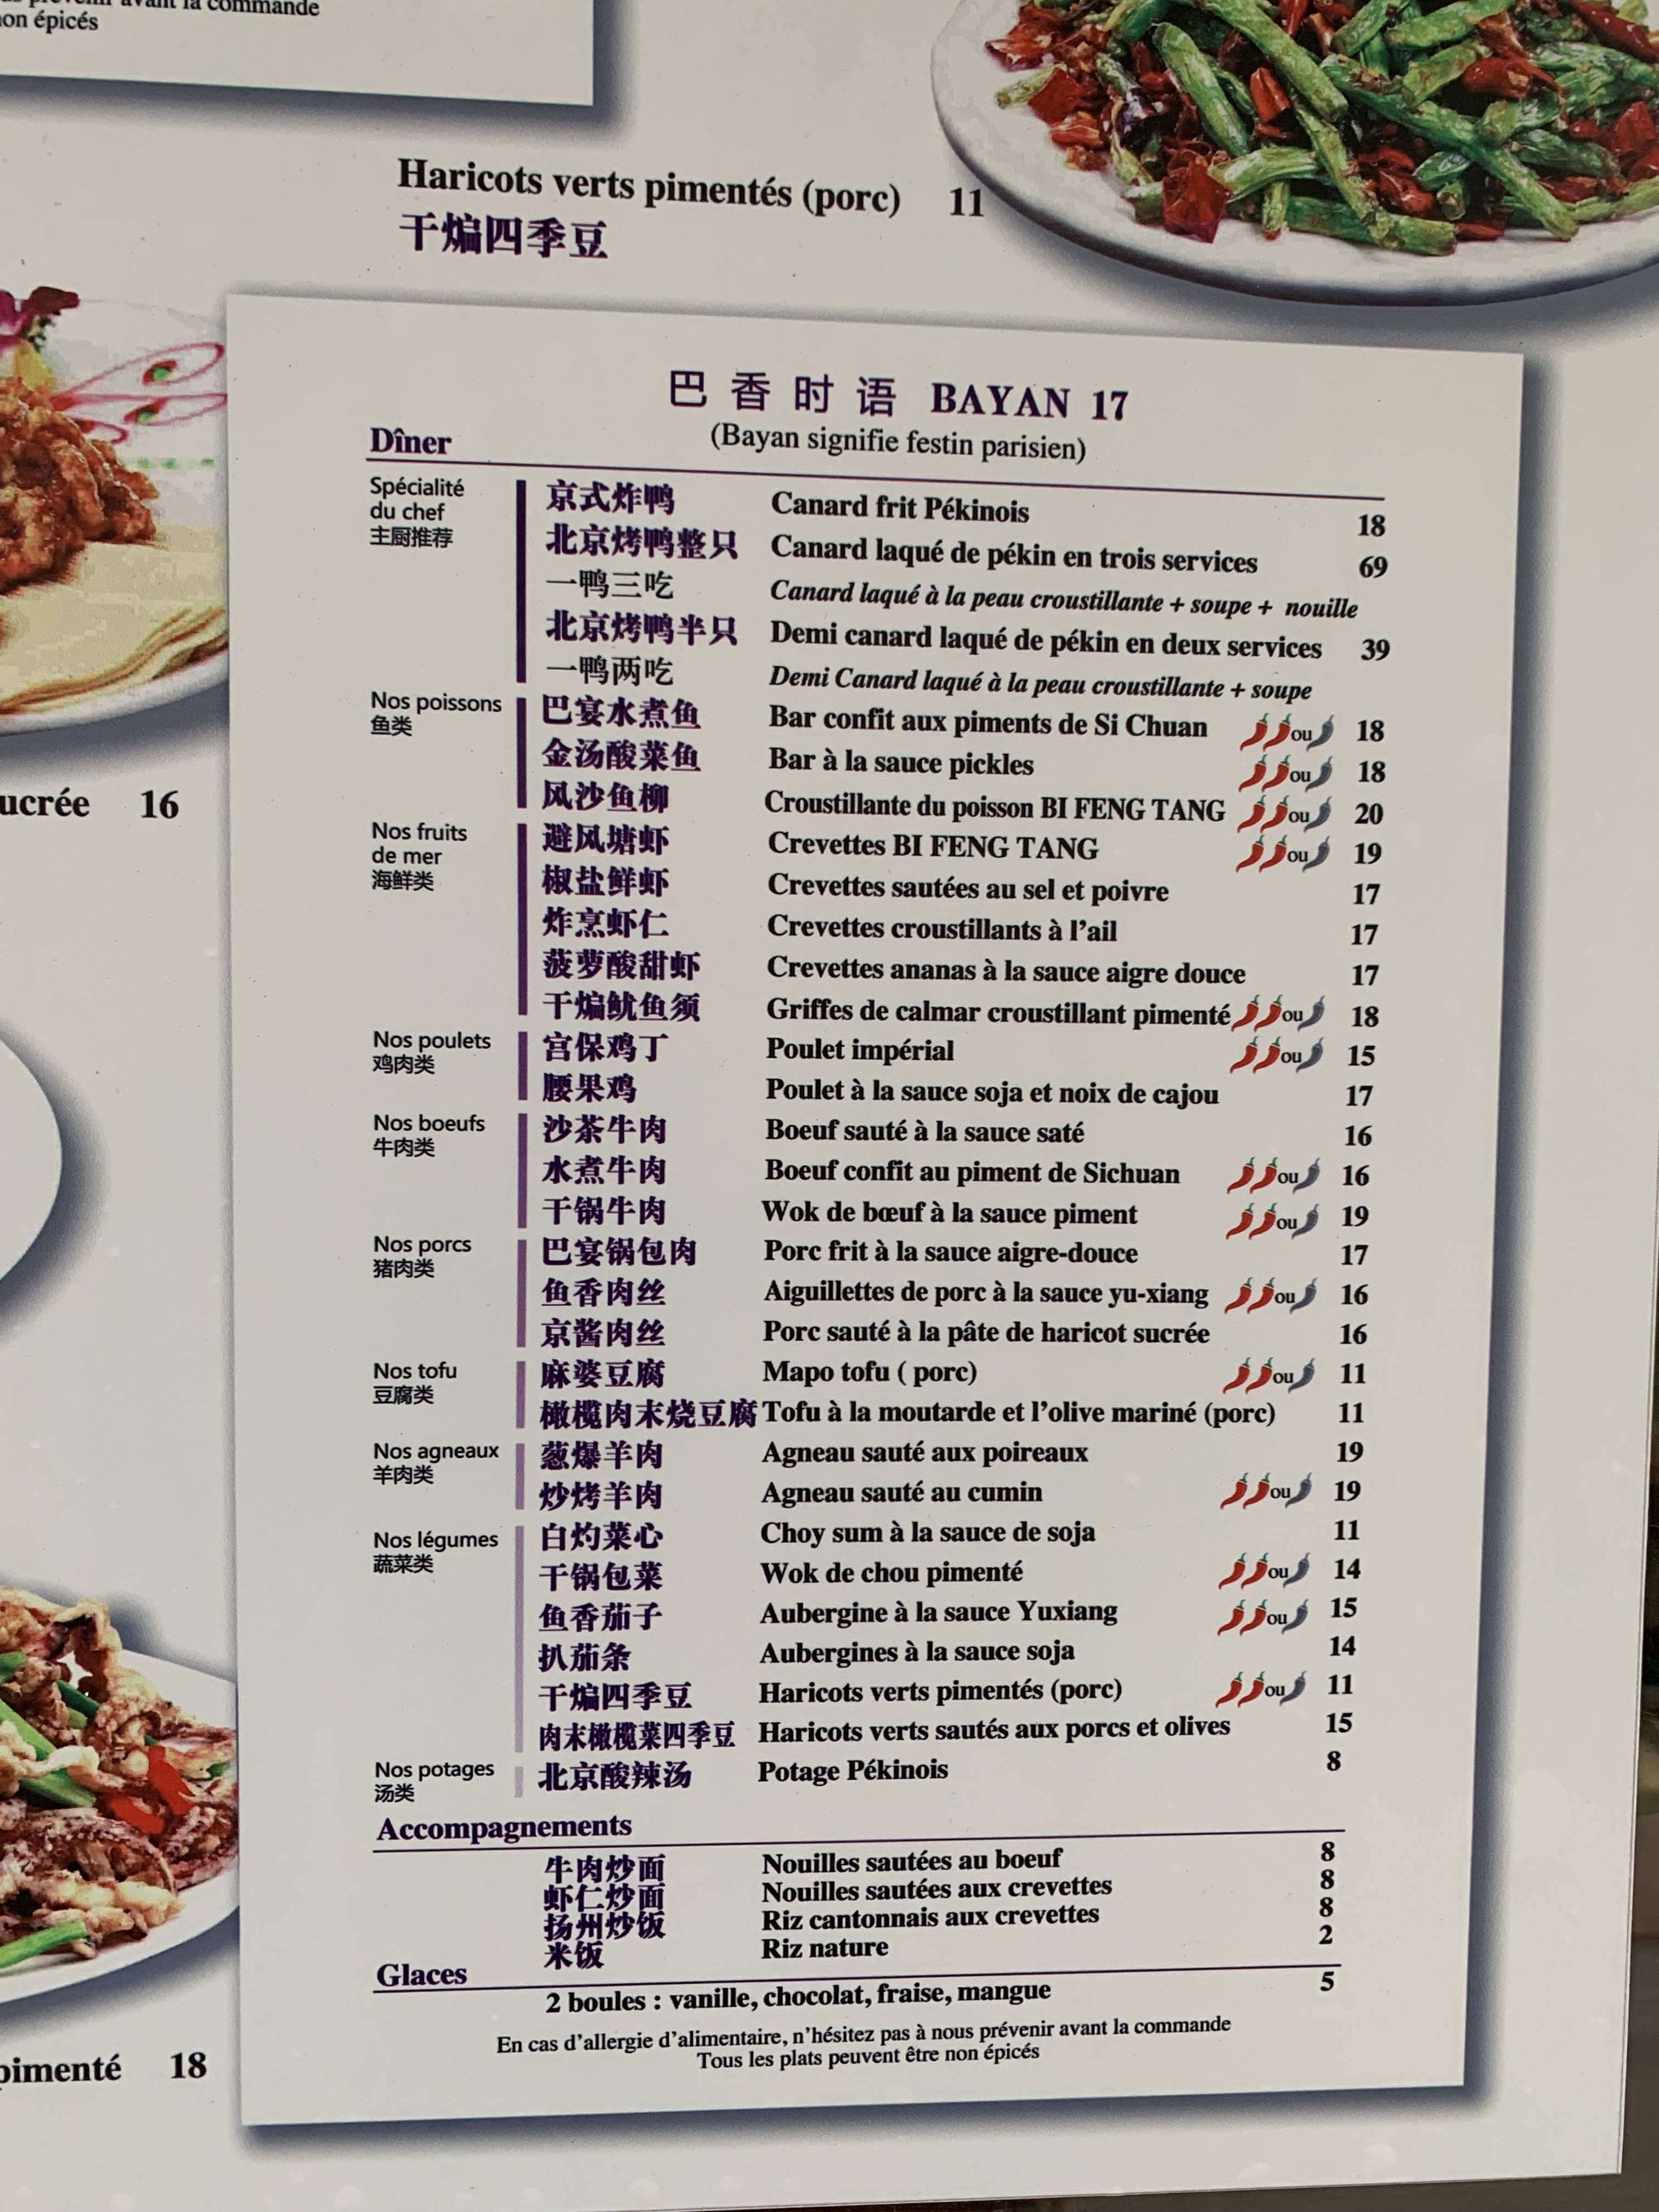 avant la commande
non épicés
Haricots verts pimentés (porc) 11
干煸四季豆
ucrée 16
pimenté 18
巴香时语 BAYAN 17
(Bayan signifie festin parisien)
Dîner
Spécialité
du chef
主厨推荐
京式炸鸭 Canard frit Pékinois 18
北京烤鸭整只 Canard laqué de pékin en trois services 69
一鸭三吃 Canard laqué à la peau croustillante + soupe + nouille
北京烤鸭半只 Demi canard laqué de pékin en deux services 39
一鸭两吃 Demi Canard laqué à la peau croustillante + soupe
Nos poissons
鱼类
巴宴水煮鱼 Bar confit aux piments de Si Chuan ou 18
金汤酸菜鱼 Bar à la sauce pickles ou 18
风沙鱼柳 Croustillante du poisson BI FENG TANG ou 20
Nos fruits
de mer
海鲜类
避风塘虾 Crevettes BI FENG TANG ou 19
椒盐鲜虾 Crevettes sautées au sel et poivre 17
炸烹虾仁 Crevettes croustillants à l'ail 17
菠萝酸甜虾 Crevettes ananas à la sauce aigre douce 17
干煸鱿鱼须 Griffes de calmar croustillant pimenté ou 18
Nos poulets
鸡肉类
宫保鸡丁 Poulet impérial ou 15
腰果鸡 Poulet à la sauce soja et noix de cajou 17
Nos boeufs
牛肉类
沙茶牛肉 Boeuf sauté à la sauce saté 16
水煮牛肉 Boeuf confit au piment de Sichuan ou 16
干锅牛肉 Wok de bœuf à la sauce piment ou 19
Nos porcs
猪肉类
巴宴锅包肉 Porc frit à la sauce aigre-douce 17
鱼香肉丝 Aiguillettes de porc à la sauce yu-xiang ou 16
京酱肉丝 Porc sauté à la pâte de haricot sucrée 16
Nos tofu
豆腐类
麻婆豆腐 Mapo tofu ( porc) ou 11
橄榄肉末烧豆腐 Tofu à la moutarde et l'olive mariné (porc) 11
Nos agneaux
羊肉类
葱爆羊肉 Agneau sauté aux poireaux 19
炒烤羊肉 Agneau sauté au cumin ou 19
Nos légumes
蔬菜类
白灼菜心 Choy sum à la sauce de soja 11
干锅包菜 Wok de chou pimenté ou 14
鱼香茄子 Aubergine à la sauce Yuxiang ou 15
扒茄条 Aubergines à la sauce soja 14
干煸四季豆 Haricots verts pimentés (porc) ou 11
肉末橄榄菜四季豆 Haricots verts sautés aux porcs et olives 15
Nos potages
汤类
北京酸辣汤 Potage Pékinois 8
Accompagnements
牛肉炒面 Nouilles sautées au boeuf 8
虾仁炒面 Nouilles sautées aux crevettes 8
扬州炒饭 Riz cantonnais aux crevettes 8
米饭 Riz nature 2
Glaces
2 boules : vanille, chocolat, fraise, mangue 5
En cas d'allergie d'alimentaire, n'hésitez pas à nous prévenir avant la commande
Tous les plats peuvent être non épicés